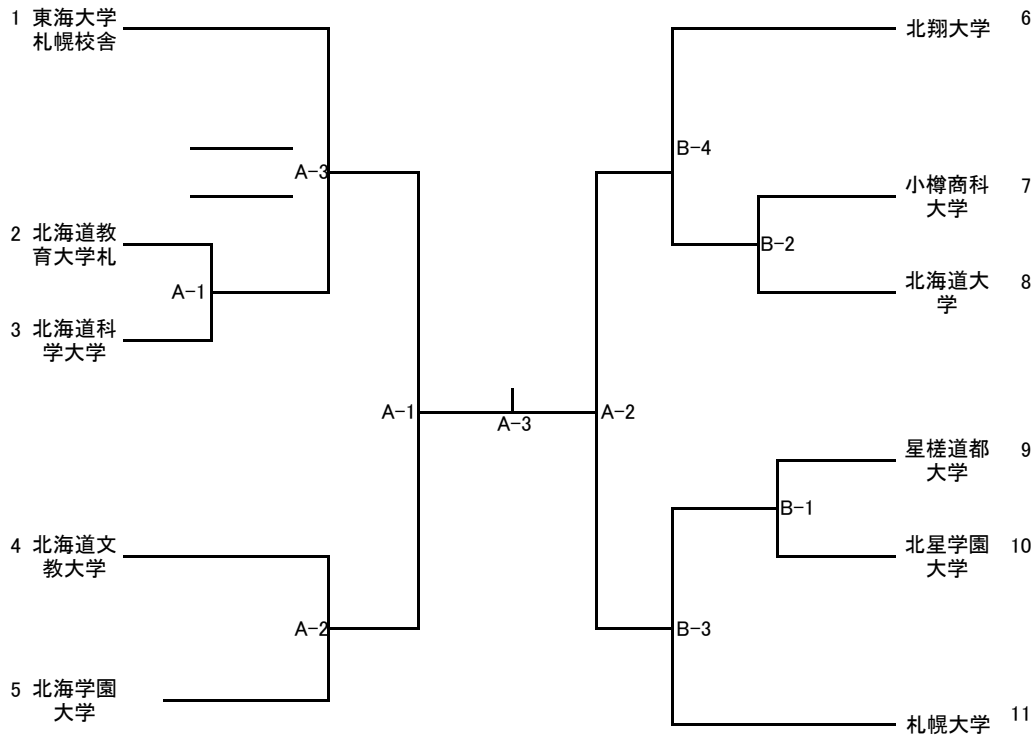 1 東海大学
札幌校舎
A-3
2 北海道教
育大学札
A-1
3 北海道科
学大学
A-1
4 北海道文
教大学
A-2
5 北海学園
大学
A-3
A-2
北翔大学 6
B-4
小樽商科 7
大学
B-2
北海道大 8
学
星槎道都 9
大学
B-1
北星学園 10
大学
B-3
札幌大学 11